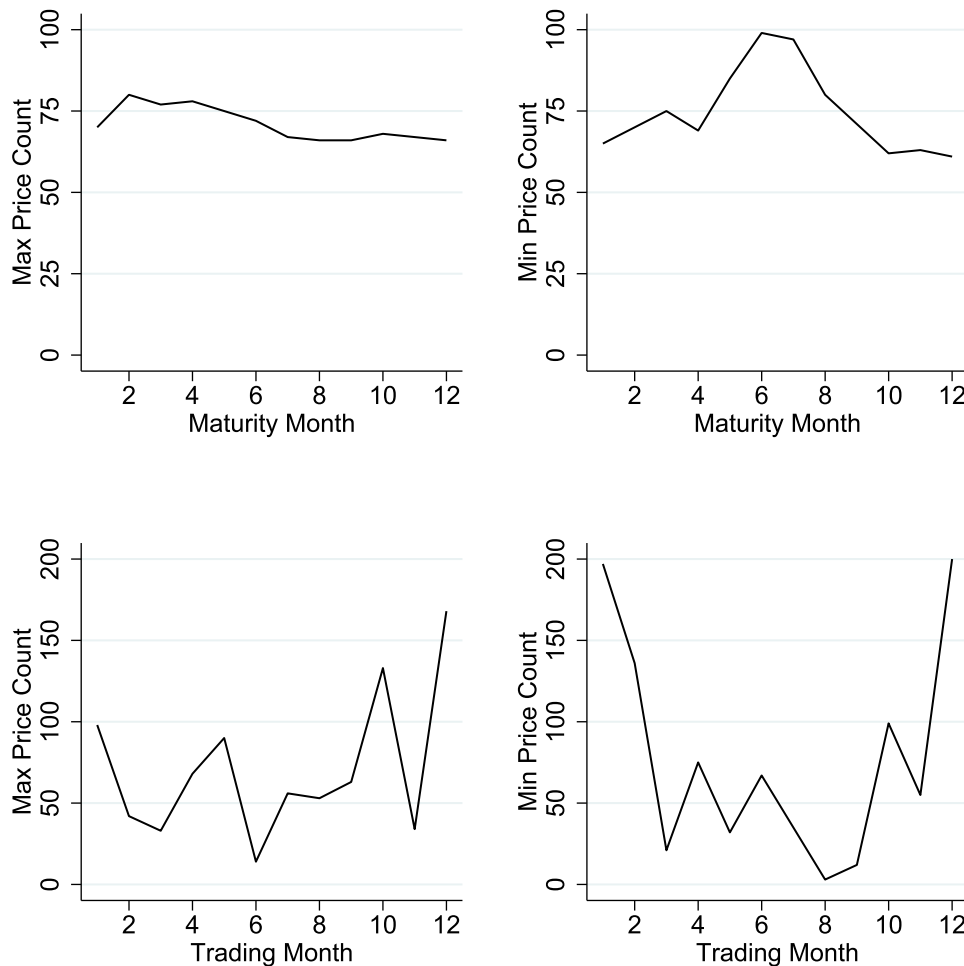 Max Price Count
0 25 50 75 100
2 4 6 8 10 12
Maturity Month
Min Price Count
0 25 50 75 100
2 4 6 8 10 12
Maturity Month
Max Price Count
0 50 100 150 200
2 4 6 8 10 12
Trading Month
Min Price Count
0 50 100 150 200
2 4 6 8 10 12
Trading Month